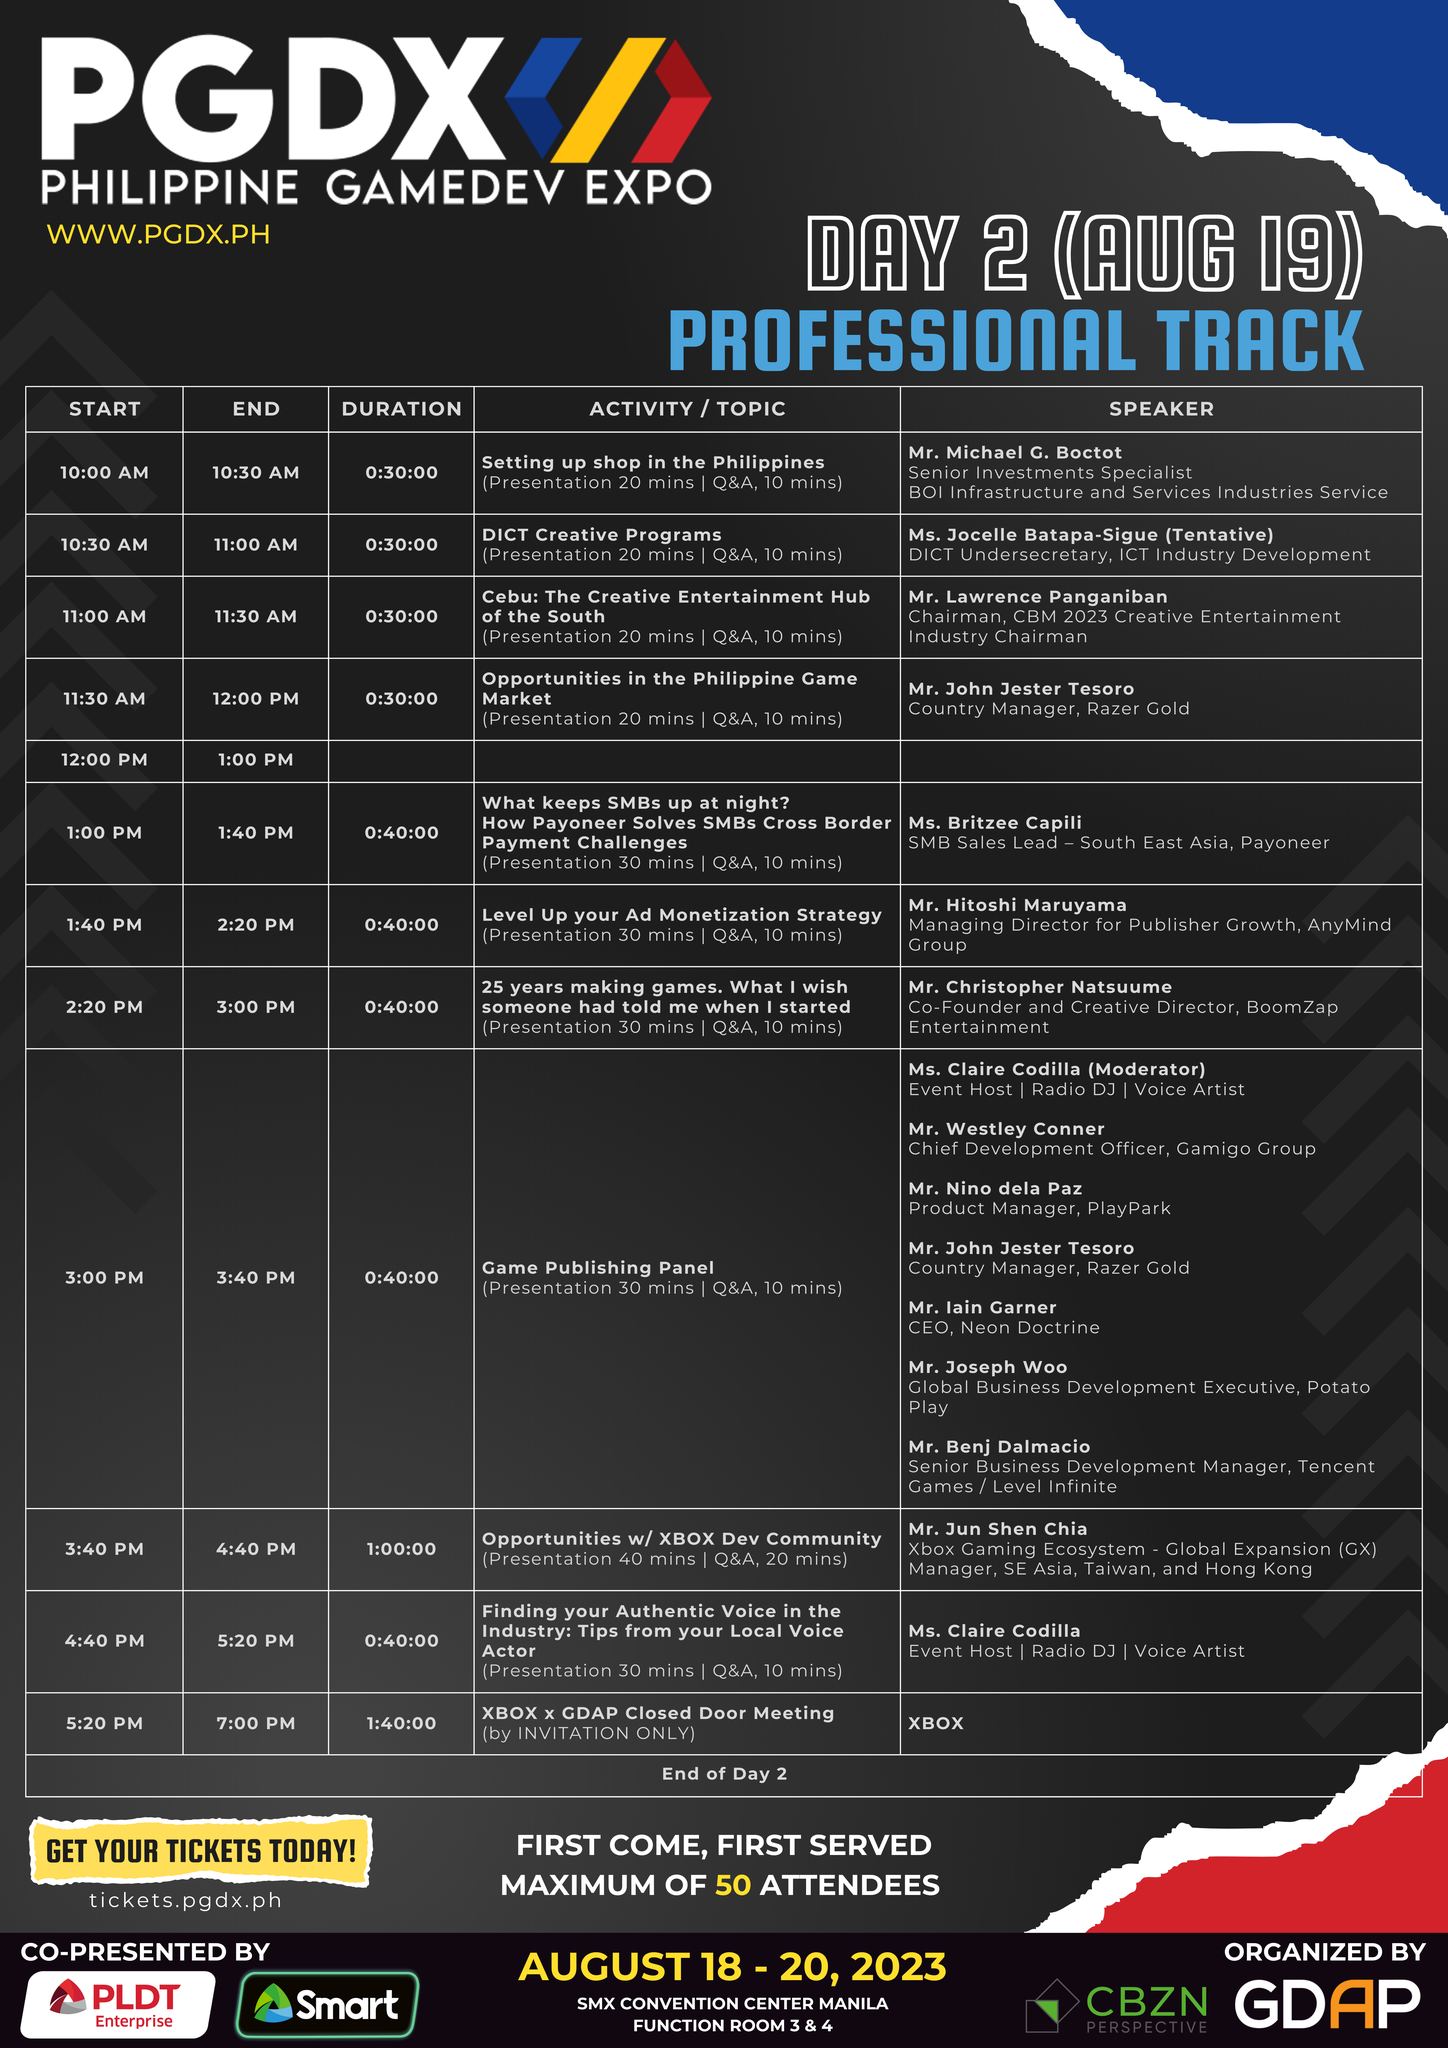 PGDX
PHILIPPINE GAMEDEV EXPO
WWW.PGDX.PH
DAY 2 (AUG 19)
PROFESSIONAL TRACK
START END DURATION ACTIVITY / TOPIC SPEAKER
10:00 AM 10:30 AM 0:30:00
Setting up shop in the Philippines
(Presentation 20 mins | Q&A, 10 mins)
Mr. Michael G. Boctot
Senior Investments Specialist
BOI Infrastructure and Services Industries Service
10:30 AM 11:00 AM 0:30:00
DICT Creative Programs
(Presentation 20 mins | Q&A, 10 mins)
Ms. Jocelle Batapa-Sigue (Tentative)
DICT Undersecretary, ICT Industry Development
11:00 AM 11:30 AM 0:30:00
Cebu: The Creative Entertainment Hub
of the South
(Presentation 20 mins | Q&A, 10 mins)
Mr. Lawrence Panganiban
Chairman, CBM 2023 Creative Entertainment
Industry Chairman
11:30 AM 12:00 PM 0:30:00
Opportunities in the Philippine Game
Market
(Presentation 20 mins | Q&A, 10 mins)
Mr. John Jester Tesoro
Country Manager, Razer Gold
12:00 PM 1:00 PM
1:00 PM 1:40 PM 0:40:00
What keeps SMBs up at night?
How Payoneer Solves SMBs Cross Border
Payment Challenges
(Presentation 30 mins | Q&A, 10 mins)
Ms. Britzee Capili
SMB Sales Lead – South East Asia, Payoneer
1:40 PM 2:20 PM 0:40:00
Level Up your Ad Monetization Strategy
(Presentation 30 mins | Q&A, 10 mins)
Mr. Hitoshi Maruyama
Managing Director for Publisher Growth, AnyMind
Group
2:20 PM 3:00 PM 0:40:00
25 years making games. What I wish
someone had told me when I started
(Presentation 30 mins | Q&A, 10 mins)
Mr. Christopher Natsuume
Co-Founder and Creative Director, BoomZap
Entertainment
3:00 PM 3:40 PM 0:40:00
Game Publishing Panel
(Presentation 30 mins | Q&A, 10 mins)
Ms. Claire Codilla (Moderator)
Event Host | Radio DJ | Voice Artist
Mr. Westley Conner
Chief Development Officer, Gamigo Group
Mr. Nino dela Paz
Product Manager, PlayPark
Mr. John Jester Tesoro
Country Manager, Razer Gold
Mr. Iain Garner
CEO, Neon Doctrine
Mr. Joseph Woo
Global Business Development Executive, Potato
Play
Mr. Benj Dalmacio
Senior Business Development Manager, Tencent
Games / Level Infinite
3:40 PM 4:40 PM 1:00:00
Opportunities w/ XBOX Dev Community
(Presentation 40 mins | Q&A, 20 mins)
Mr. Jun Shen Chia
Xbox Gaming Ecosystem - Global Expansion (GX)
Manager, SE Asia, Taiwan, and Hong Kong
4:40 PM 5:20 PM 0:40:00
Finding your Authentic Voice in the
Industry: Tips from your Local Voice
Actor
(Presentation 30 mins | Q&A, 10 mins)
Ms. Claire Codilla
Event Host | Radio DJ | Voice Artist
5:20 PM 7:00 PM 1:40:00
XBOX x GDAP Closed Door Meeting
(by INVITATION ONLY)
XBOX
End of Day 2
GET YOUR TICKETS TODAY!
tickets.pgdx.ph
FIRST COME, FIRST SERVED
MAXIMUM OF 50 ATTENDEES
CO-PRESENTED BY
PLDT
Enterprise
Smart
AUGUST 18 - 20, 2023
SMX CONVENTION CENTER MANILA
FUNCTION ROOM 3 & 4
ORGANIZED BY
CBZN
PERSPECTIVE
GDAP